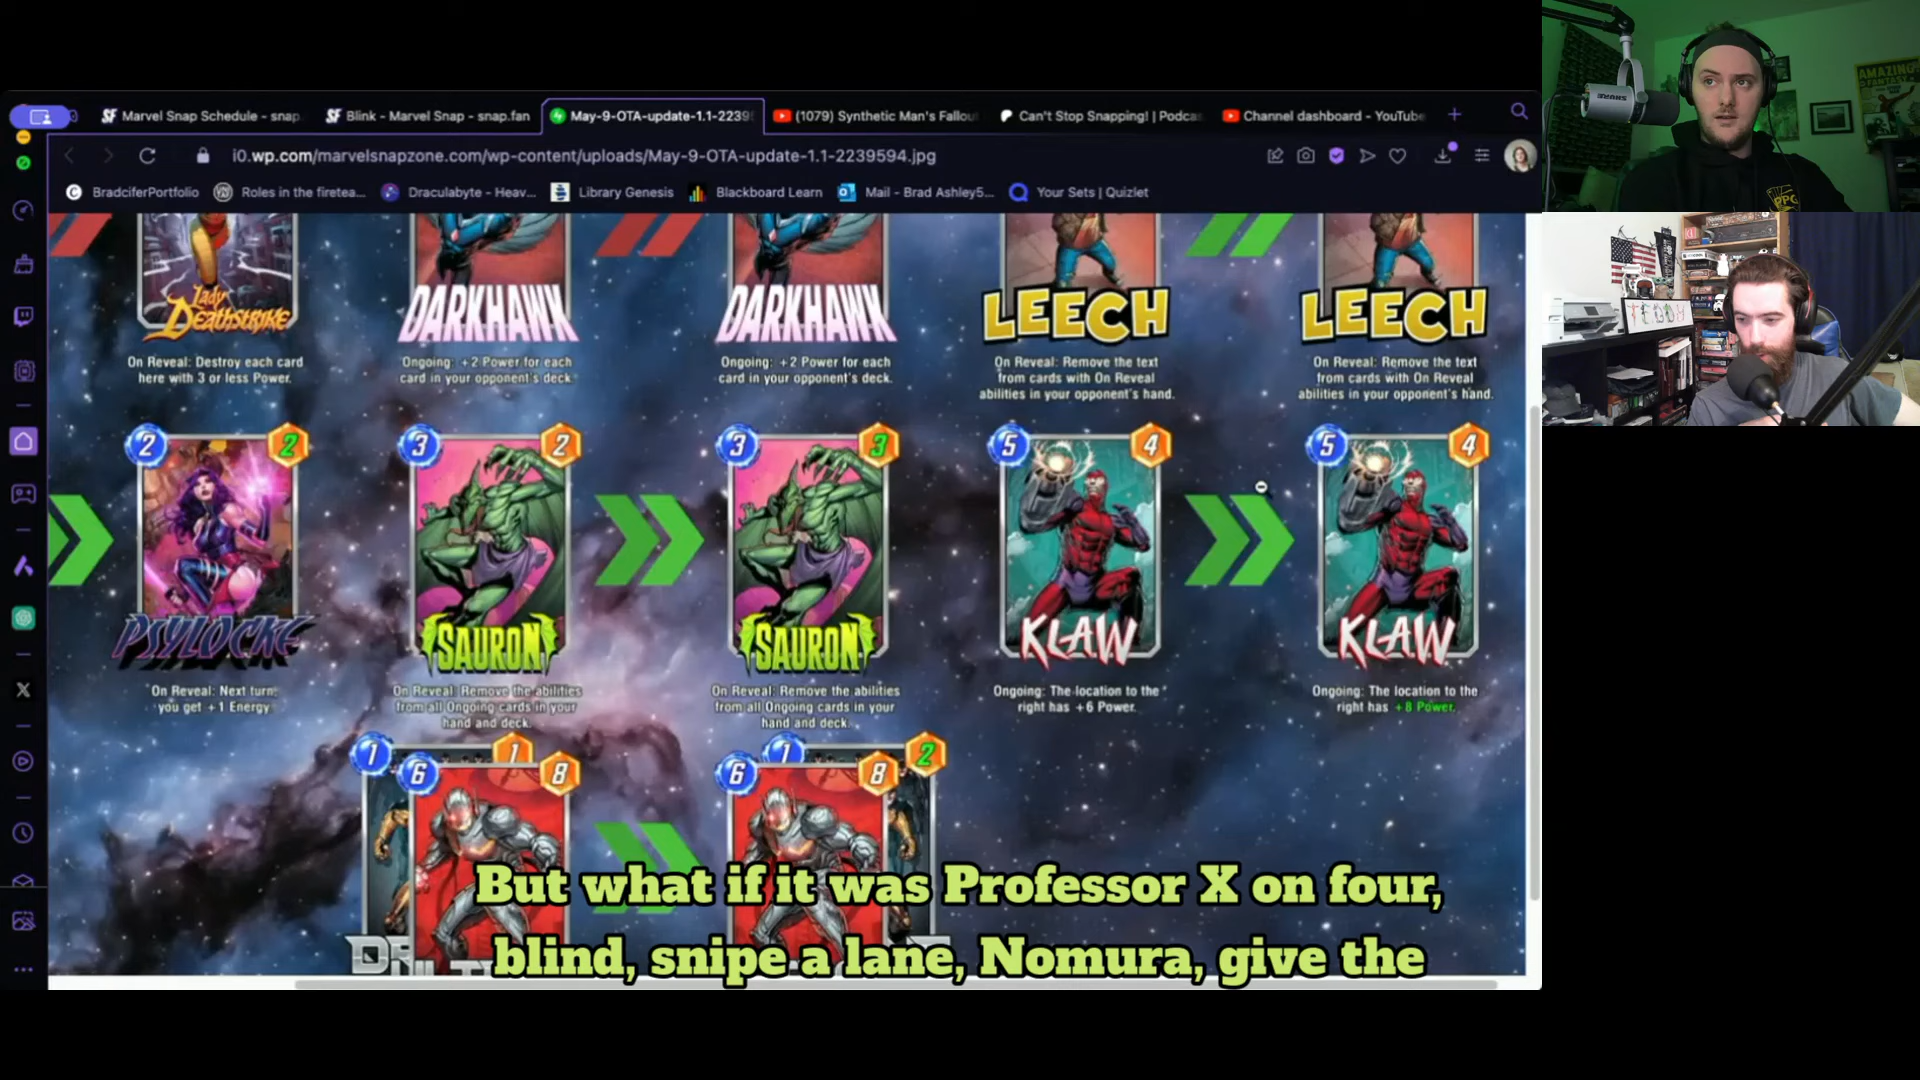 Marvel Snap Schedule - snap
Blink - Marvel Snap - snap.fan
May-9-OTA-update-1.1-2239
(1079) Synthetic Man's Fallou
Can't Stop Snapping! | Podca
Channel dashboard - YouTube
i0.wp.com/marvelsnapzone.com/wp-content/uploads/May-9-OTA-update-1.1-2239594.jpg
BradciferPortfolio
Roles in the firetea...
Draculabyte - Heav...
Library Genesis
Blackboard Learn
Mail - Brad Ashley5...
Your Sets | Quizlet
AMAZING
FANTASY
SHURE
PPG
Lady
Deathstrike
DARKHAWK
DARKHAWK
LEECH
LEECH
On Reveal: Destroy each card
here with 3 or less Power.
Ongoing: +2 Power for each
card in your opponent's deck.
Ongoing: +2 Power for each
card in your opponent's deck.
On Reveal: Remove the text
from cards with On Reveal
abilities in your opponent's hand.
On Reveal: Remove the text
from cards with On Reveal
abilities in your opponent's hand.
2 2
3 2
3 3
5 4
5 4
PSYLOCKE
SAURON
SAURON
KLAW
KLAW
On Reveal: Next turn,
you get +1 Energy
On Reveal: Remove the abilities
from all Ongoing cards in your
hand and deck.
On Reveal: Remove the abilities
from all Ongoing cards in your
hand and deck.
Ongoing: The location to the
right has +6 Power.
Ongoing: The location to the
right has +8 Power.
1 1
6 8
1 2
6 8
But what if it was Professor X on four,
blind, snipe a lane, Nomura, give the